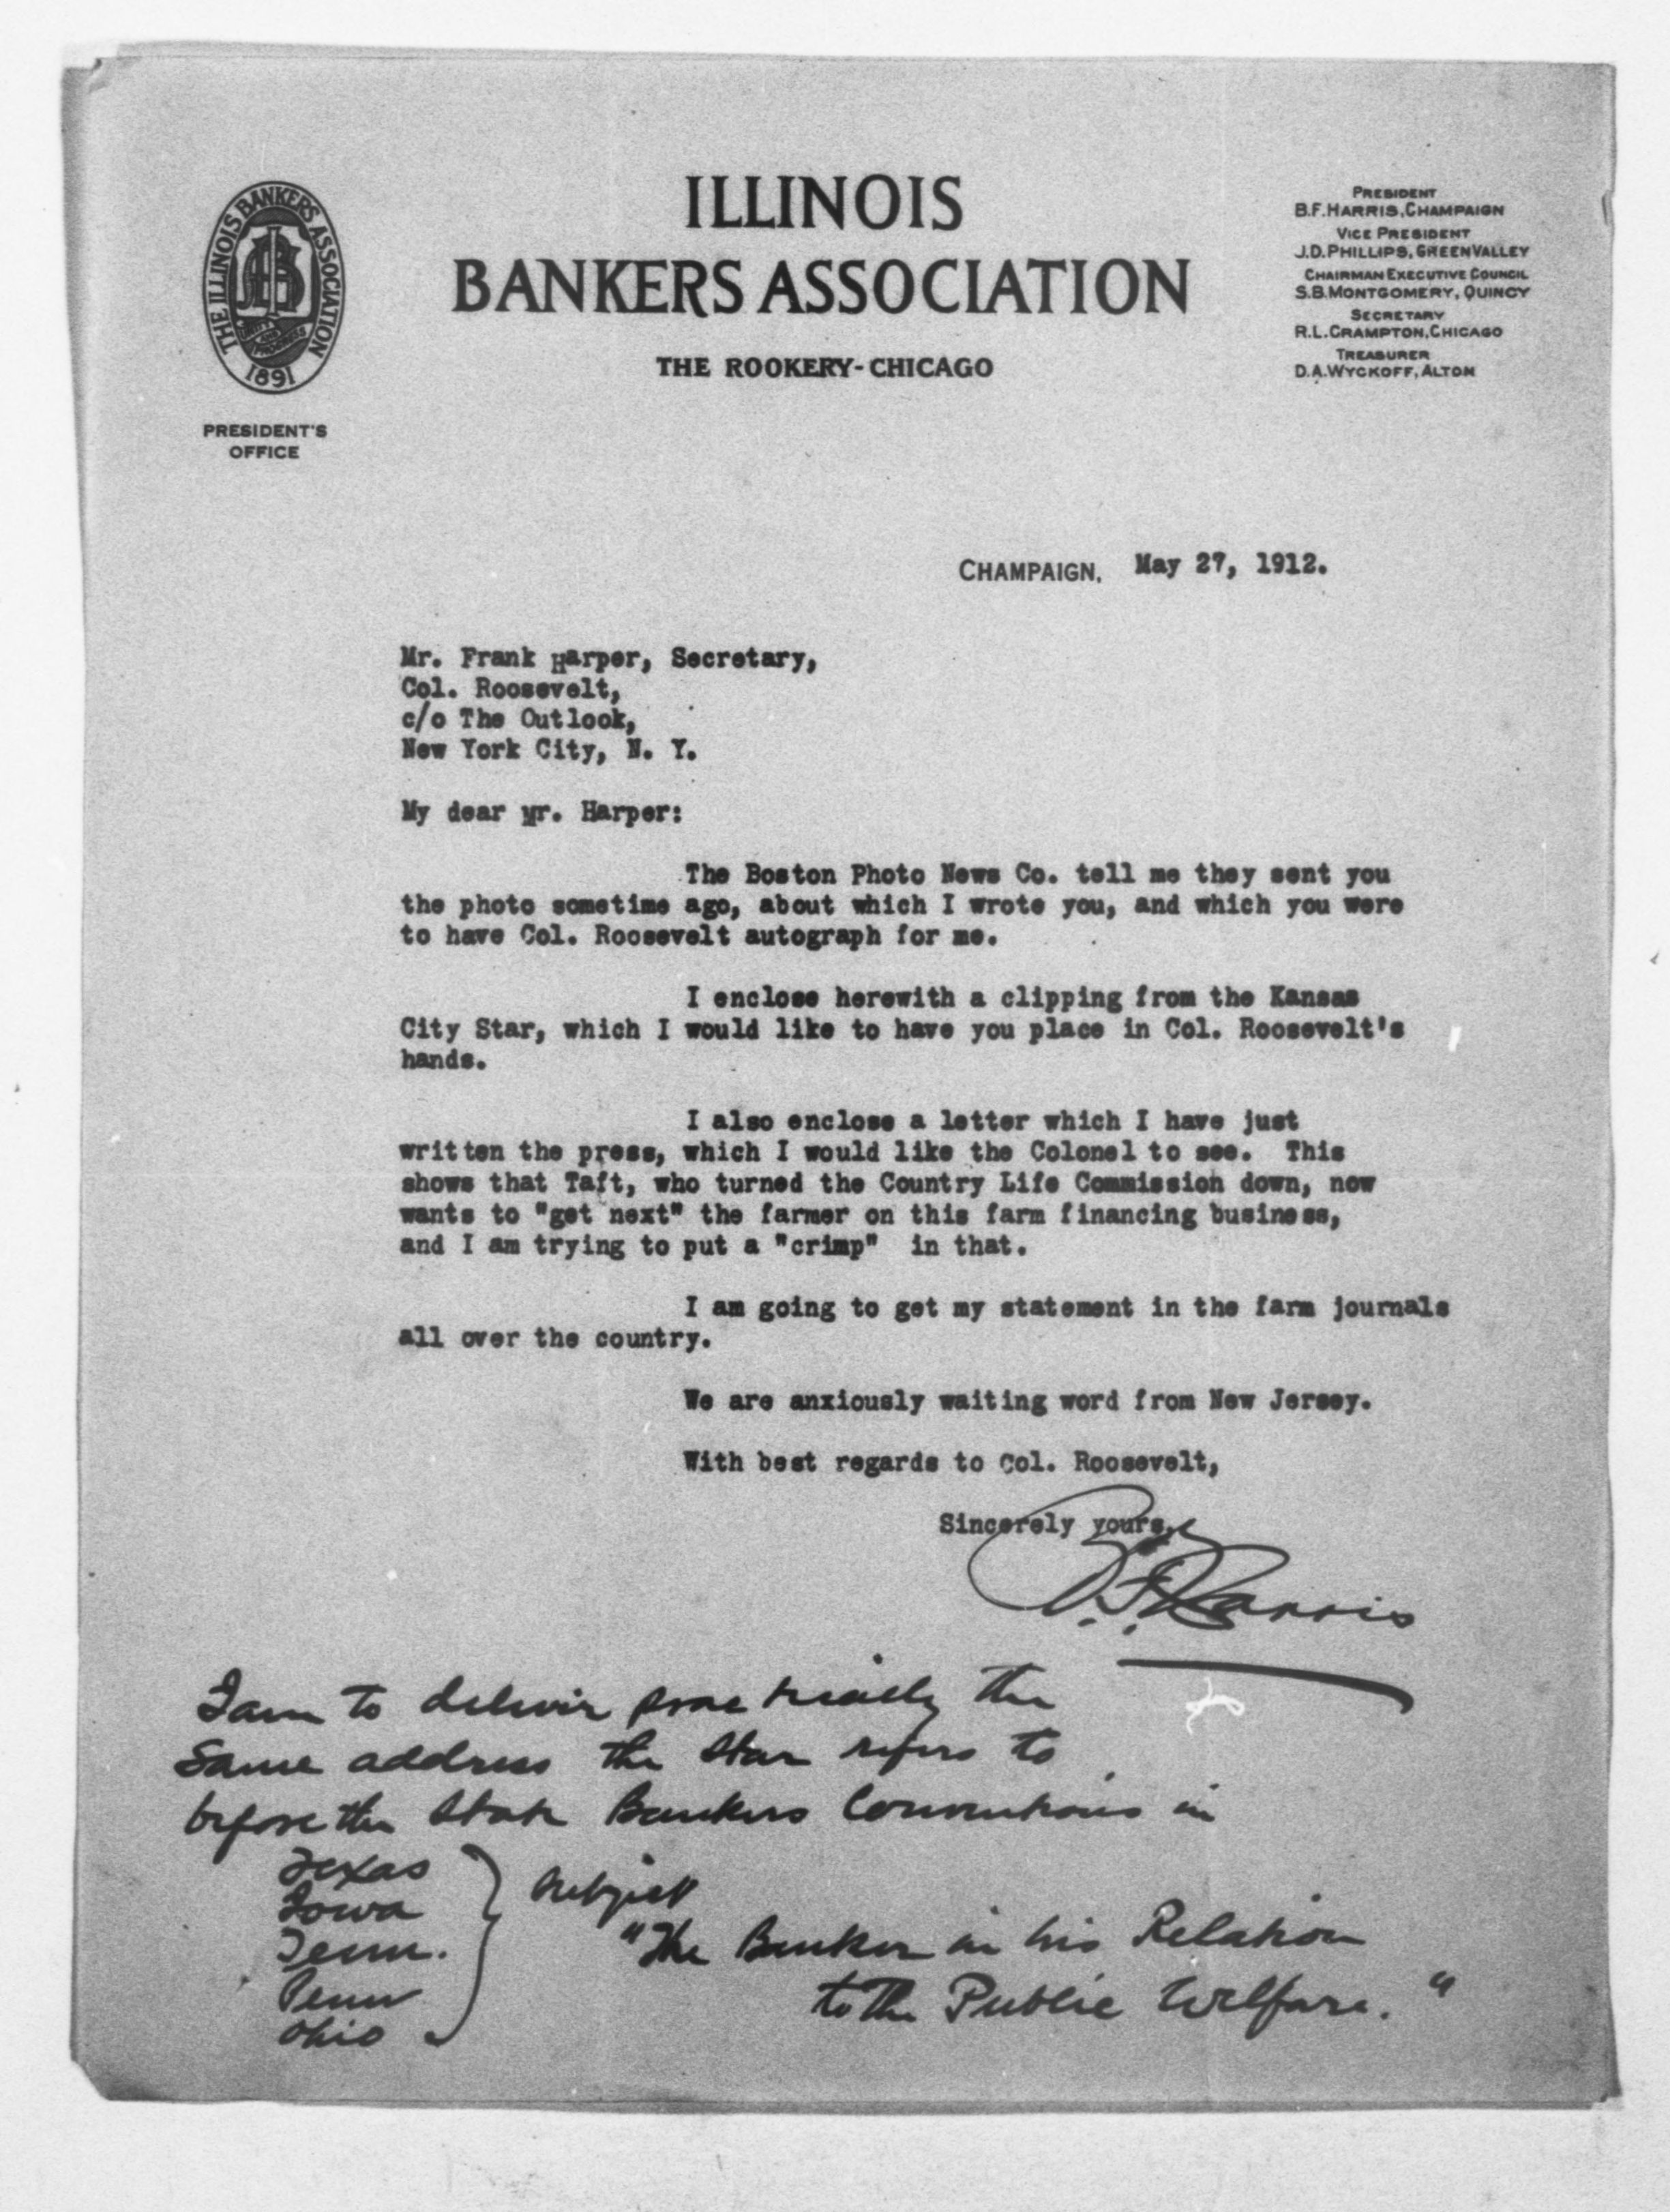 THE ILLINOIS BANKERS ASSOCIATION
1891
PRESIDENT'S
OFFICE
ILLINOIS
BANKERS ASSOCIATION
THE ROOKERY-CHICAGO
PRESIDENT
B.F.HARRIS,CHAMPAIGN
VICE PRESIDENT
J.D.PHILLIPS,GREENVALLEY
CHAIRMAN EXECUTIVE COUNCIL
S.B.MONTGOMERY,QUINCY
SECRETARY
R.L.CRAMPTON,CHICAGO
TREASURER
D.A.WYCKOFF,ALTON
CHAMPAIGN, May 27, 1912.
Mr. Frank Harper, Secretary,
Col. Roosevelt,
c/o The Outlook,
New York City, N. Y.
My dear Mr. Harper:
The Boston Photo News Co. tell me they sent you
the photo sometime ago, about which I wrote you, and which you were
to have Col. Roosevelt autograph for me.
I enclose herewith a clipping from the Kansas
City Star, which I would like to have you place in Col. Roosevelt's
hands.
I also enclose a letter which I have just
written the press, which I would like the Colonel to see. This
shows that Taft, who turned the Country Life Commission down, now
wants to "get next" the farmer on this farm financing business,
and I am trying to put a "crimp" in that.
I am going to get my statement in the farm journals
all over the country.
We are anxiously waiting word from New Jersey.
With best regards to Col. Roosevelt,
Sincerely yours,
B.F. Harris
I am to deliver practically the
same address the Star refers to
before the State Bankers Conventions in
Texas
Iowa
Tenn.
Penn
Ohio
Subject
"The Banker in his Relation
to the Public Welfare."